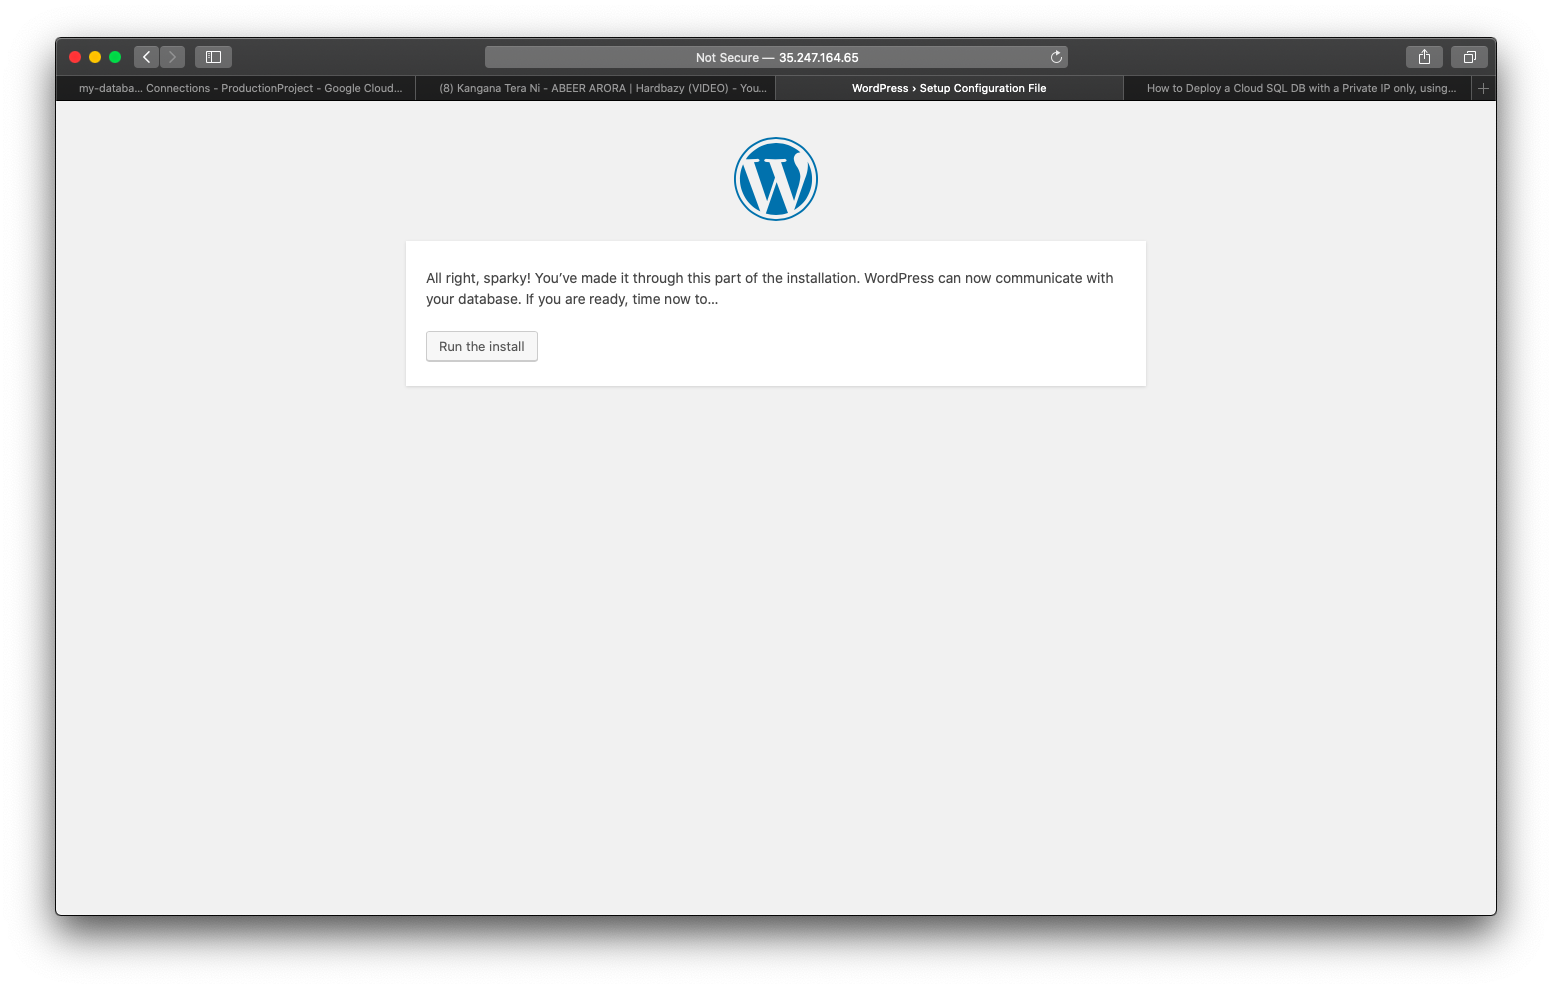 Not Secure — 35.247.164.65
my-databa... Connections - ProductionProject - Google Cloud...
(8) Kangana Tera Ni - ABEER ARORA | Hardbazy (VIDEO) - You...
WordPress › Setup Configuration File
How to Deploy a Cloud SQL DB with a Private IP only, using...
All right, sparky! You’ve made it through this part of the installation. WordPress can now communicate with
your database. If you are ready, time now to…
Run the install